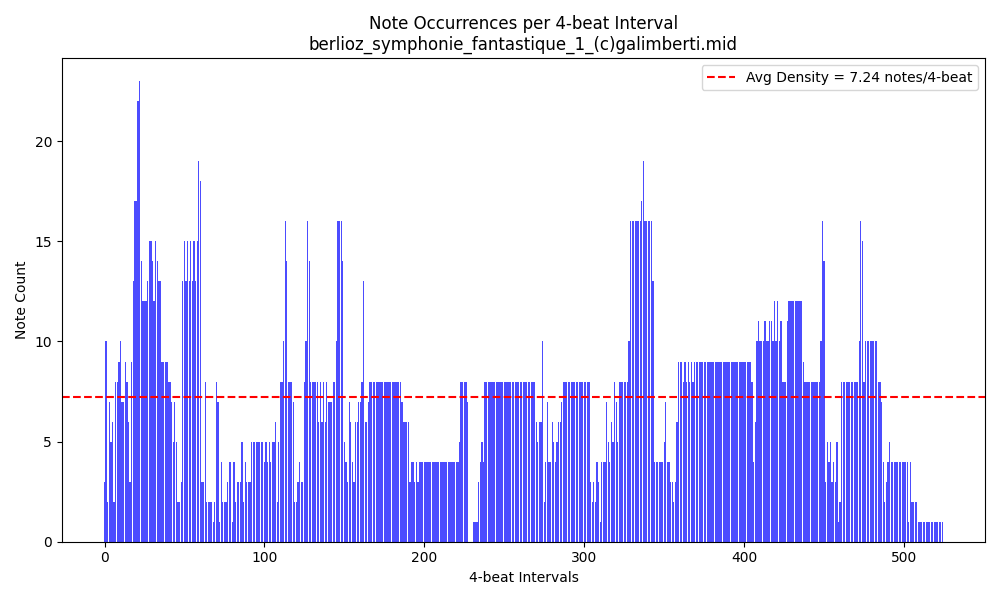 Note Occurrences per 4-beat Interval
berlioz_symphonie_fantastique_1_(c)galimberti.mid
Avg Density = 7.24 notes/4-beat
Note Count
20
15
10
5
0
0 100 200 300 400 500
4-beat Intervals